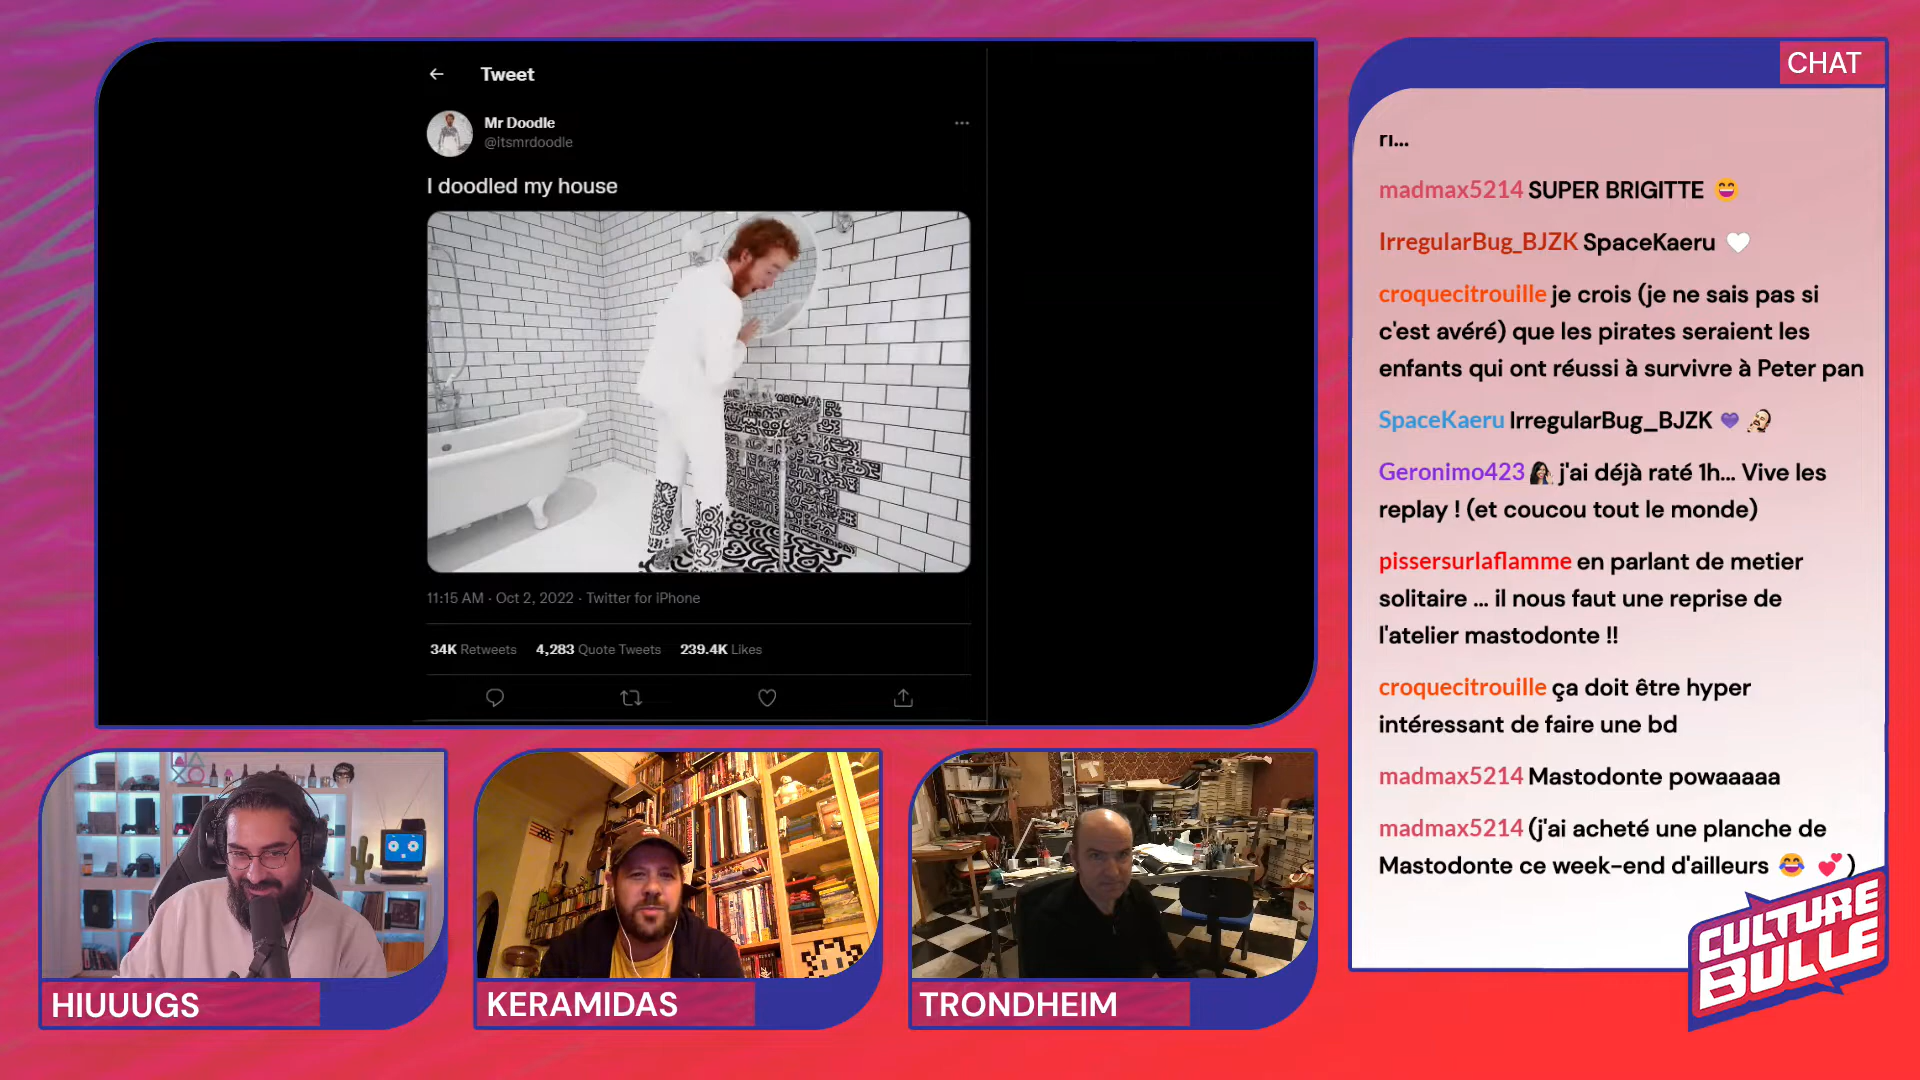 Tweet
Mr Doodle
@itsmrdoodle
I doodled my house
11:15 AM · Oct 2, 2022 · Twitter for iPhone
34K Retweets 4,283 Quote Tweets 239.4K Likes
CHAT
ri...
madmax5214 SUPER BRIGITTE 😄
IrregularBug_BJZK SpaceKaeru 🤍
croquecitrouille je crois (je ne sais pas si
c'est avéré) que les pirates seraient les
enfants qui ont réussi à survivre à Peter pan
SpaceKaeru IrregularBug_BJZK 💜
Geronimo423 j'ai déjà raté 1h... Vive les
replay ! (et coucou tout le monde)
pissersurlaflamme en parlant de metier
solitaire ... il nous faut une reprise de
l'atelier mastodonte !!
croquecitrouille ça doit être hyper
intéressant de faire une bd
madmax5214 Mastodonte powaaaaa
madmax5214 (j'ai acheté une planche de
Mastodonte ce week-end d'ailleurs 😂 💕)
HIUUUGS
KERAMIDAS
TRONDHEIM
CULTURE
BULLE